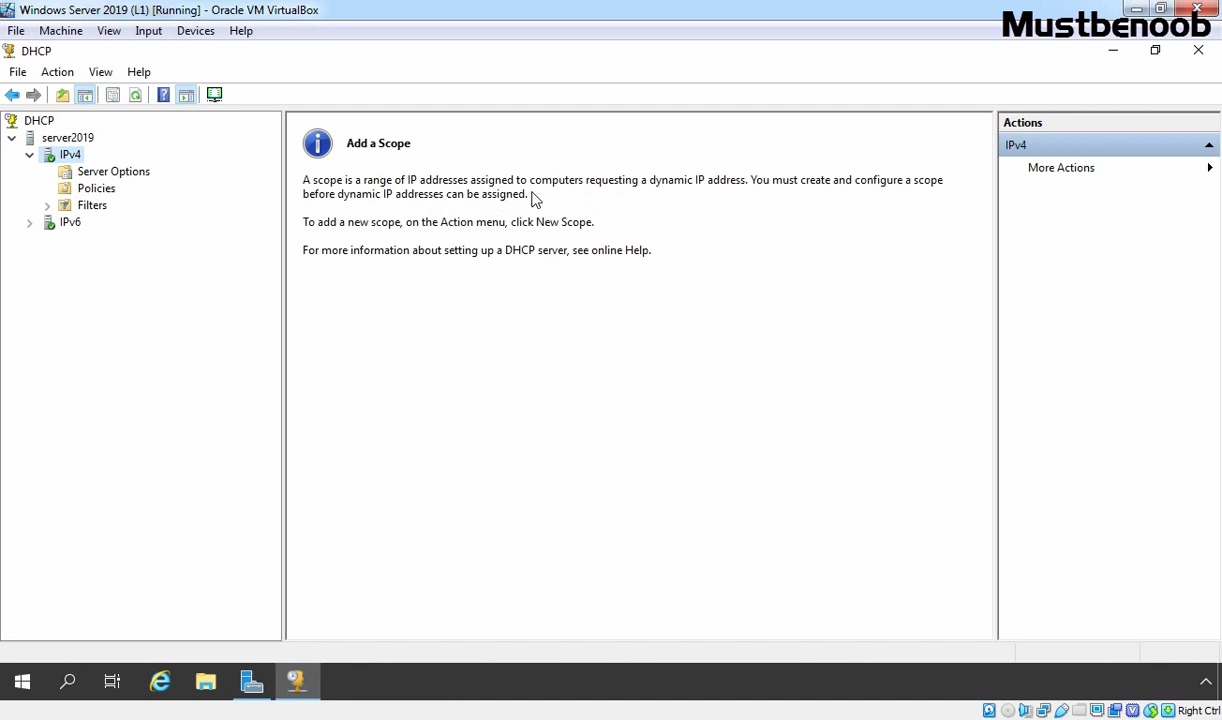 Windows Server 2019 (L1) [Running] - Oracle VM VirtualBox
Mustbenoob
File Machine View Input Devices Help
DHCP
File Action View Help
DHCP
server2019
IPv4
Server Options
Policies
Filters
IPv6
Add a Scope
A scope is a range of IP addresses assigned to computers requesting a dynamic IP address. You must create and configure a scope
before dynamic IP addresses can be assigned.
To add a new scope, on the Action menu, click New Scope.
For more information about setting up a DHCP server, see online Help.
Actions
IPv4
More Actions
Right Ctrl